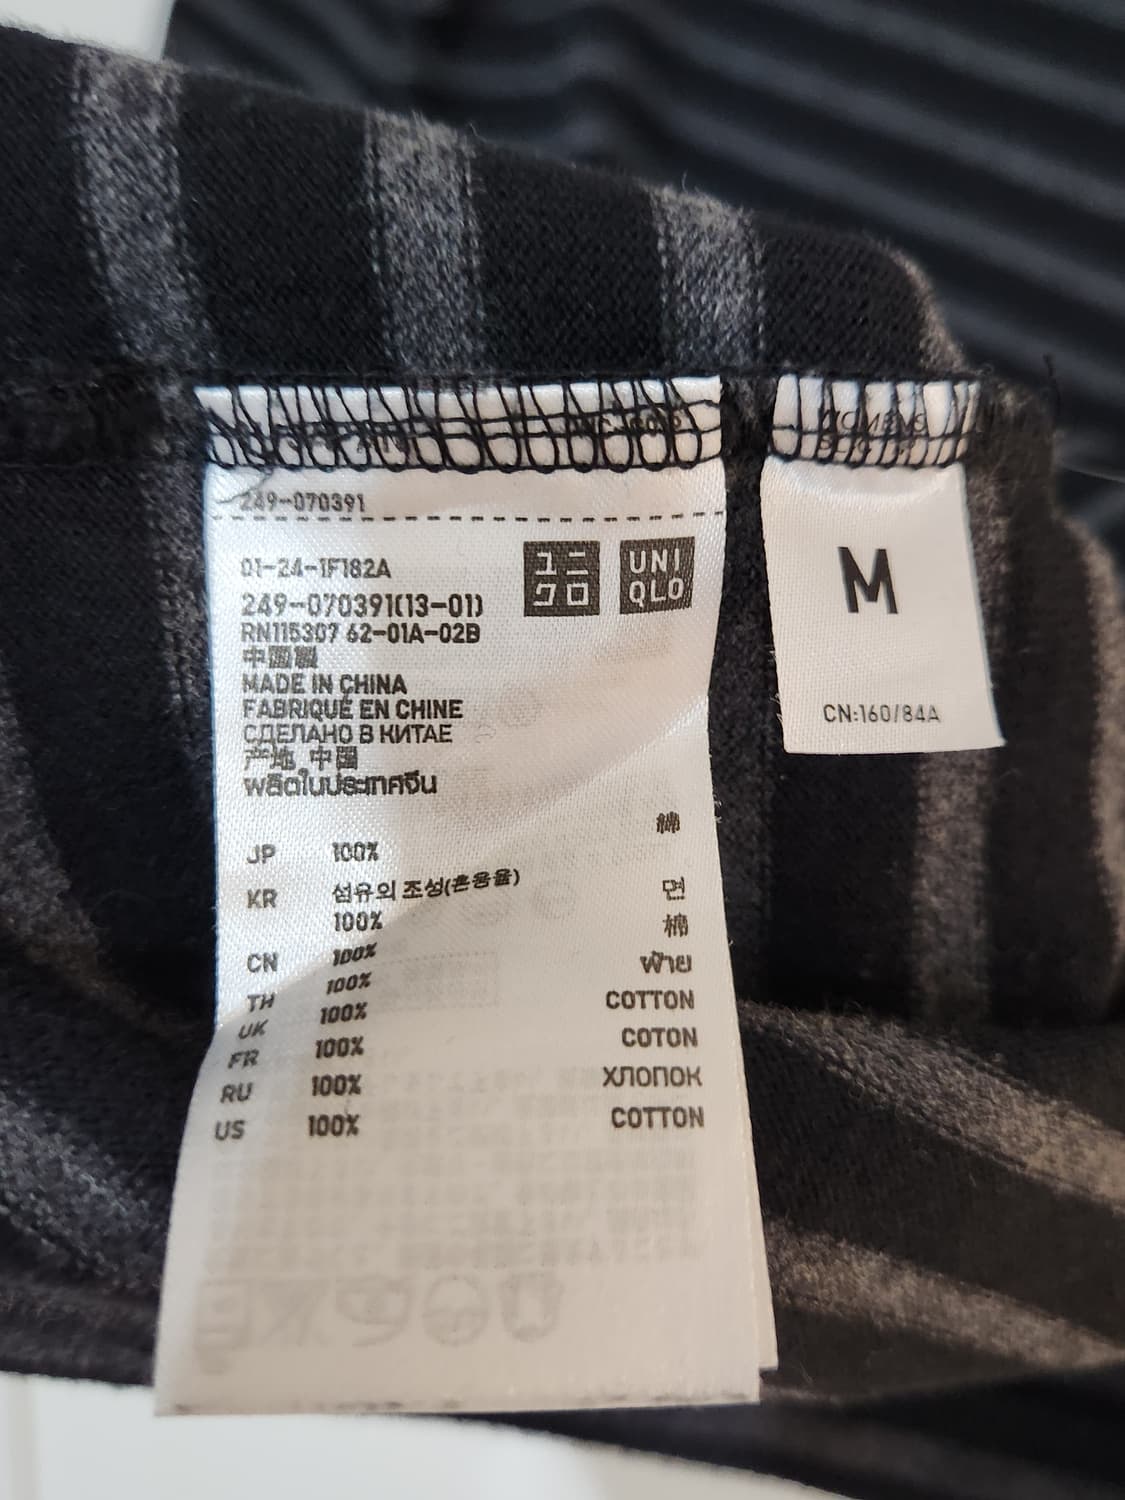 249-070391
01-24-1F182A
ユニ
クロ
UNI
QLO
249-070391(13-01)
RN115307 62-01A-02B
中国製
MADE IN CHINA
FABRIQUÉ EN CHINE
СДЕЛАНО В КИТАЕ
产地 中国
ผลิตในประเทศจีน
JP 100% 綿
KR 섬유의 조성(혼용율)
100% 면
CN 100% 棉
TH 100% ฝ้าย
UK 100% COTTON
FR 100% COTON
RU 100% ХЛОПОК
US 100% COTTON
WOMENS
M
CN:160/84A